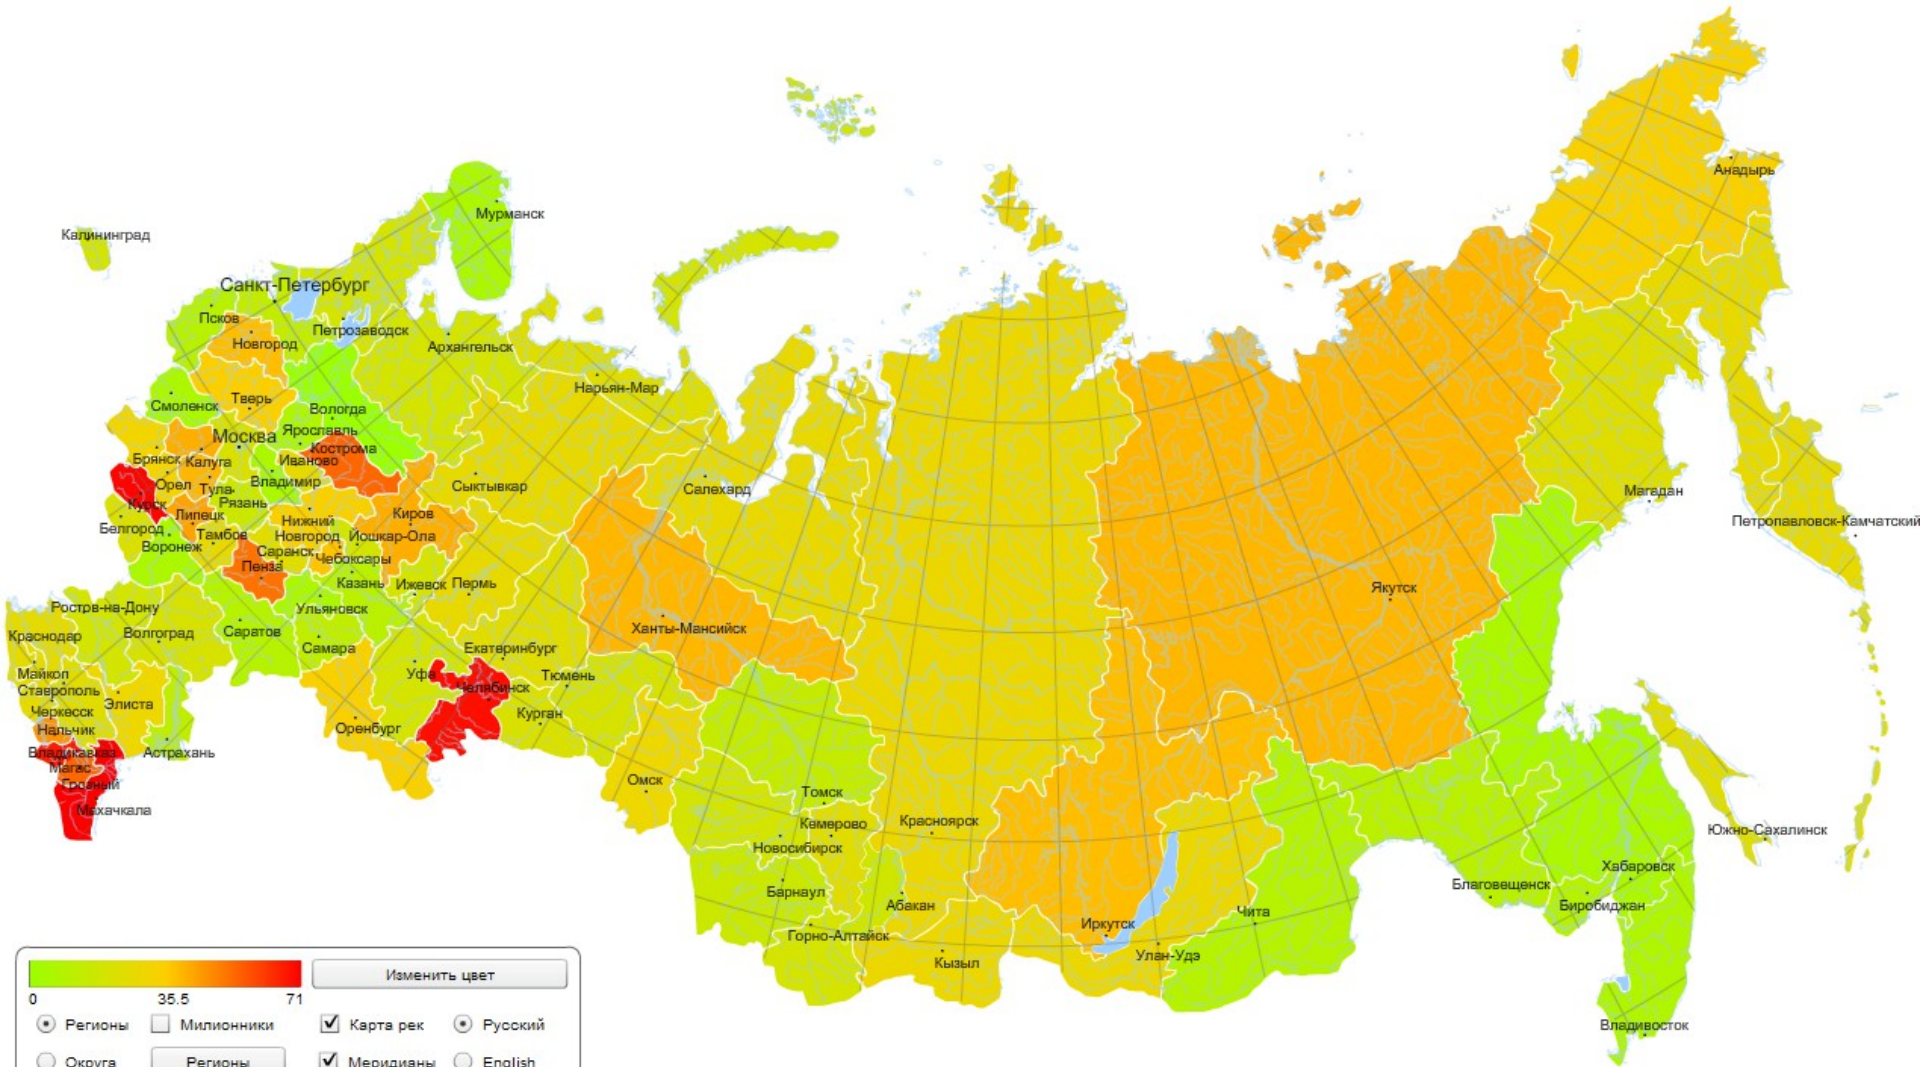 Анадырь
Мурманск
Калининград
Санкт-Петербург
Псков
Петрозаводск
Новгород
Архангельск
Нарьян-Мар
Тверь
Смоленск
Вологда
Ярославль
Москва
Кострома
Брянск
Калуга
Иваново
Владимир
Орел
Тула
Сыктывкар
Салехард
Магадан
Курск
Рязань
Липецк
Киров
Нижний
Новгород
Петропавловск-Камчатский
Белгород
Тамбов
Йошкар-Ола
Воронеж
Саранск
Чебоксары
Пенза
Казань
Ижевск
Пермь
Якутск
Ростов-на-Дону
Ульяновск
Краснодар
Волгоград
Саратов
Ханты-Мансийск
Самара
Екатеринбург
Майкоп
Уфа
Тюмень
Ставрополь
Челябинск
Элиста
Черкесск
Курган
Нальчик
Оренбург
Владикавказ
Астрахань
Магас
Грозный
Омск
Томск
Махачкала
Кемерово
Красноярск
Южно-Сахалинск
Новосибирск
Хабаровск
Барнаул
Благовещенск
Абакан
Биробиджан
Чита
Иркутск
Горно-Алтайск
Улан-Удэ
Кызыл
Владивосток
Изменить цвет
0 35.5 71
Регионы Милионники Карта рек Русский
Округа Регионы Меридианы English